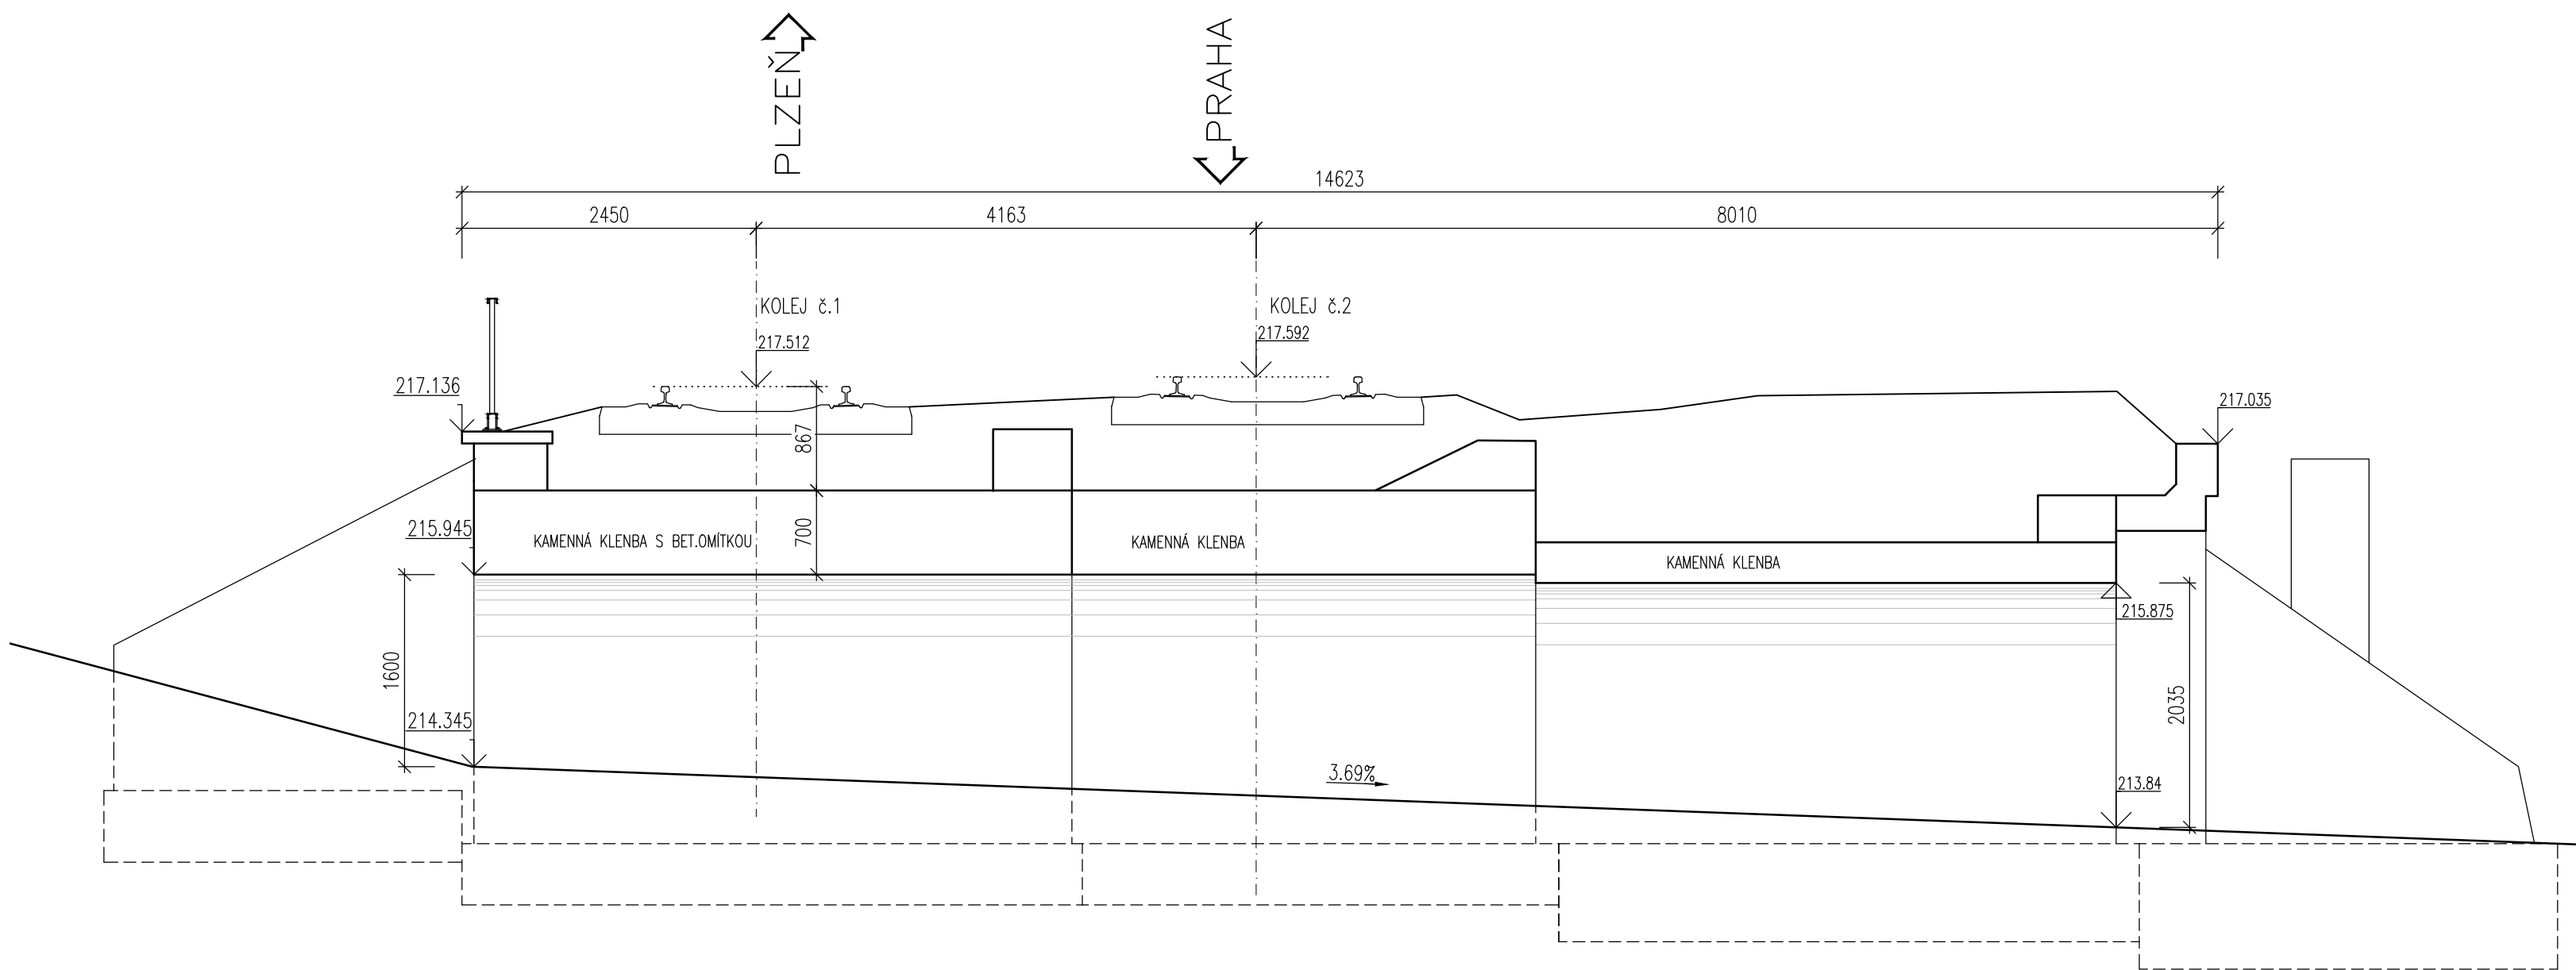 PLZEŇ
PRAHA
14623
2450
4163
8010
KOLEJ č.1
KOLEJ č.2
217.512
217.592
217.136
217.035
867
215.945
700
KAMENNÁ KLENBA S BET.OMÍTKOU
KAMENNÁ KLENBA
KAMENNÁ KLENBA
215.875
1600
2035
214.345
3.69%
213.84